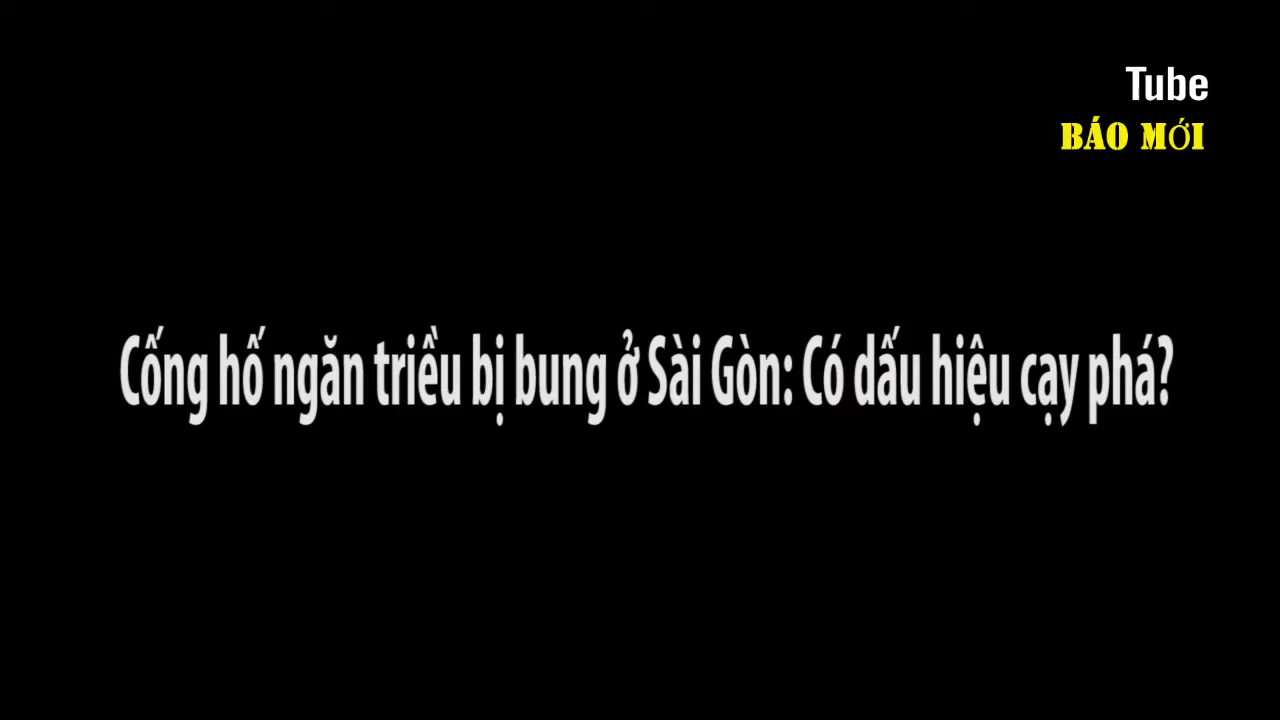 Tube
BÁO MỚI
Cống hố ngăn triều bị bung ở Sài Gòn: Có dấu hiệu cạy phá?